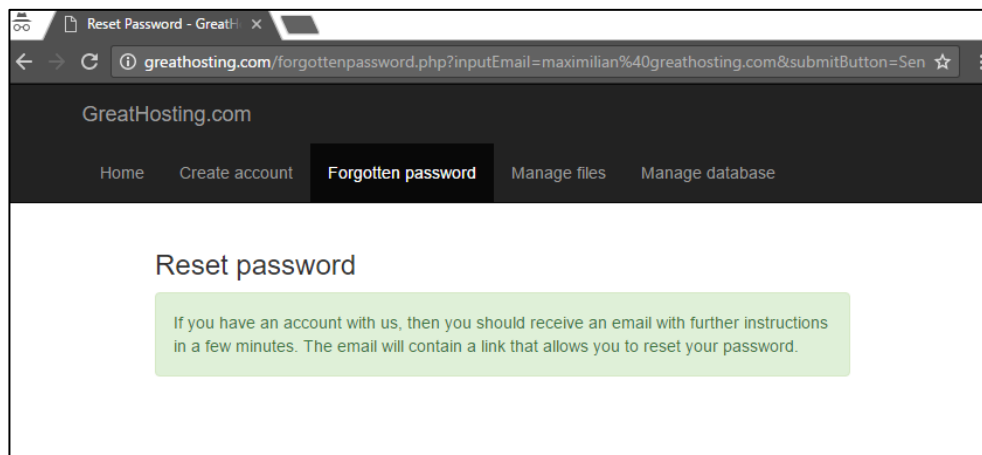 Reset Password - GreatH
greathosting.com/forgottenpassword.php?inputEmail=maximilian%40greathosting.com&submitButton=Sen
GreatHosting.com
Home Create account Forgotten password Manage files Manage database
Reset password
If you have an account with us, then you should receive an email with further instructions
in a few minutes. The email will contain a link that allows you to reset your password.